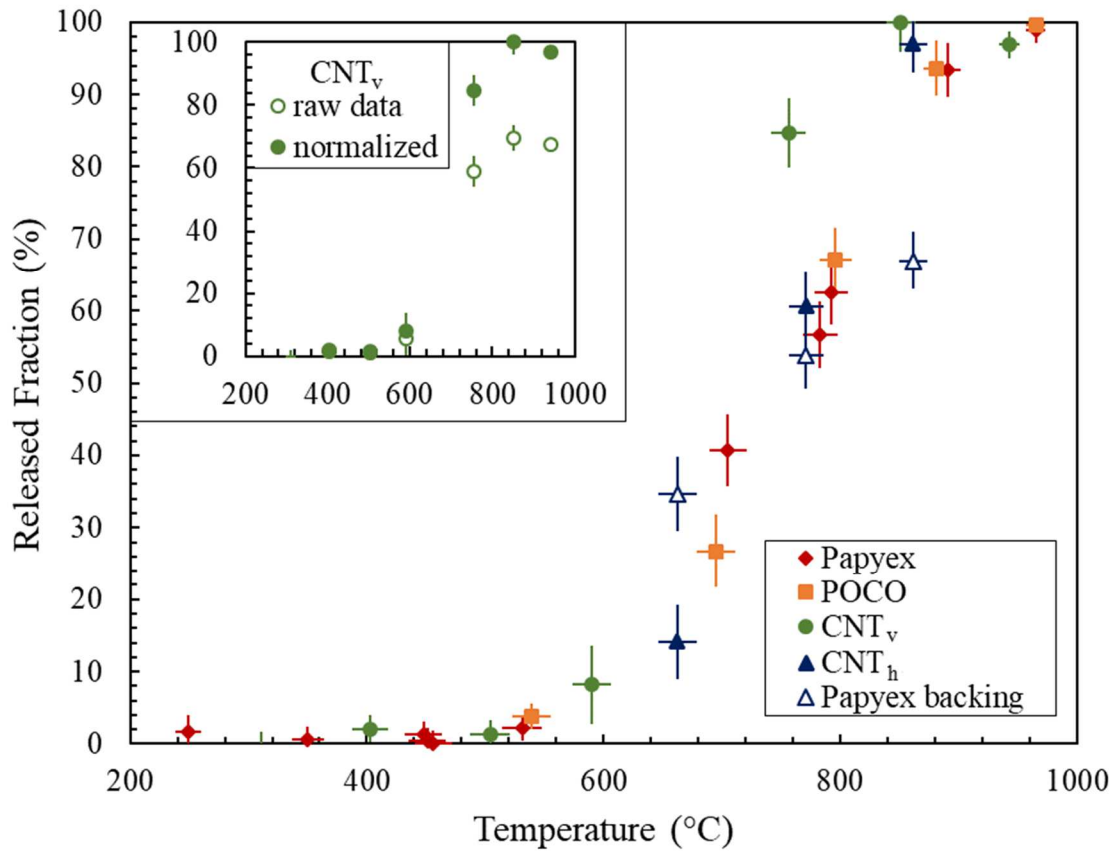 Released Fraction (%)
100
90
80
70
60
50
40
30
20
10
0
200
400
600
800
1000
Temperature (°C)
100
80
60
40
20
0
200
400
600
800
1000
CNTv
raw data
normalized
Papyex
POCO
CNTv
CNTh
Papyex backing